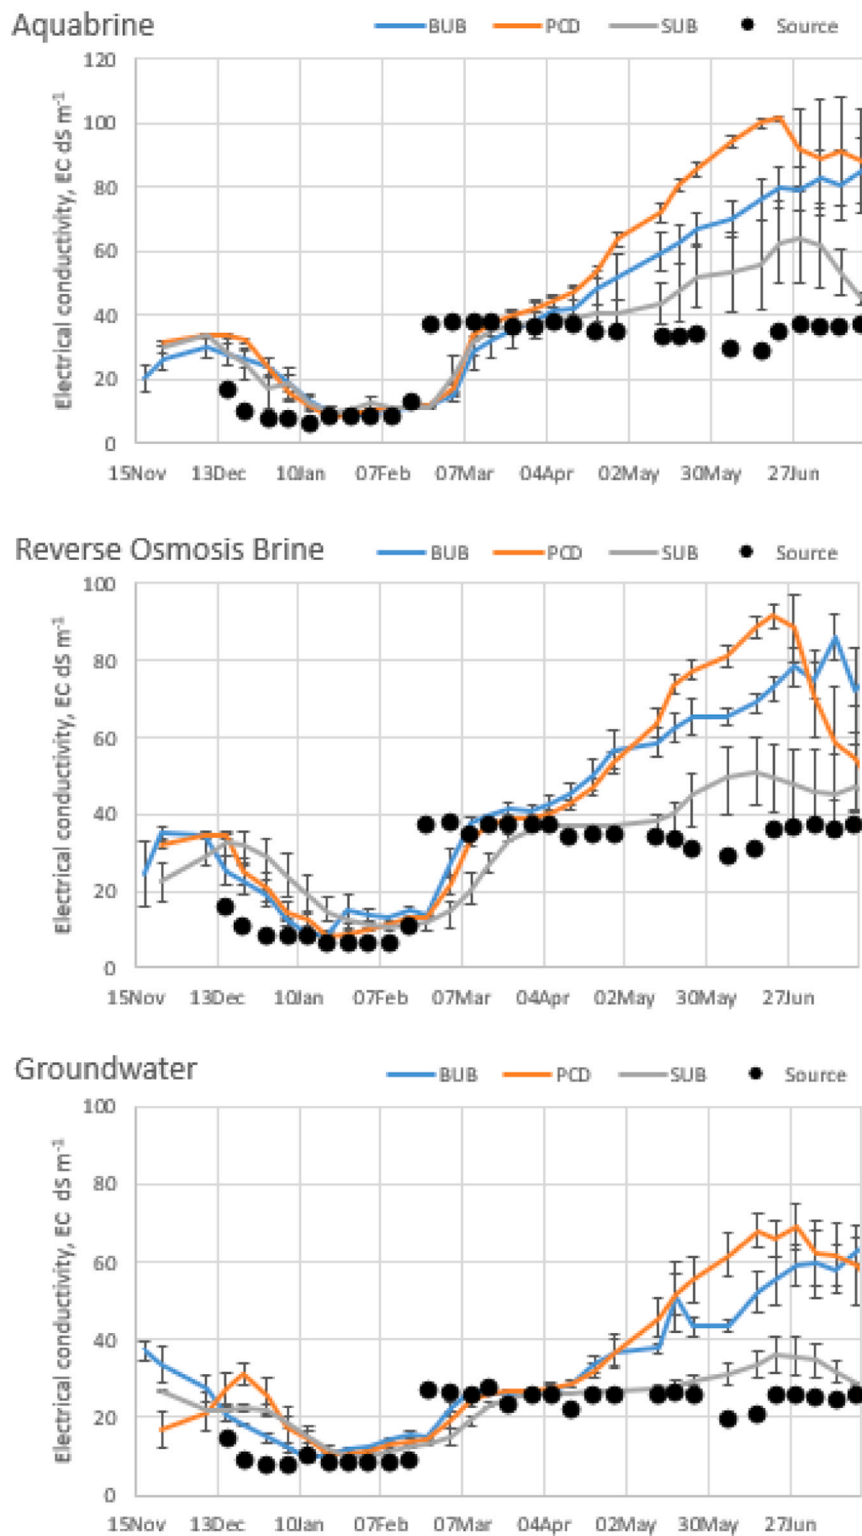 Aquabrine
BUB PCD SUB Source
Electrical conductivity, EC dS m⁻¹
120
100
80
60
40
20
0
15Nov 13Dec 10Jan 07Feb 07Mar 04Apr 02May 30May 27Jun
Reverse Osmosis Brine
BUB PCD SUB Source
Electrical conductivity, EC dS m⁻¹
100
80
60
40
20
0
15Nov 13Dec 10Jan 07Feb 07Mar 04Apr 02May 30May 27Jun
Groundwater
BUB PCD SUB Source
Electrical conductivity, EC dS m⁻¹
100
80
60
40
20
0
15Nov 13Dec 10Jan 07Feb 07Mar 04Apr 02May 30May 27Jun